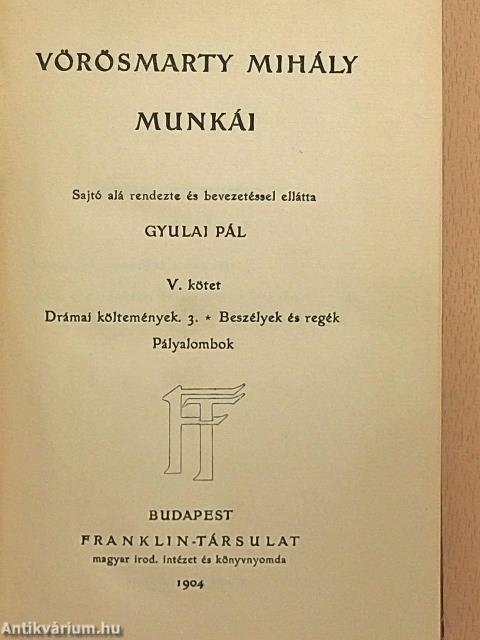 VÖRÖSMARTY MIHÁLY
MUNKÁI
Sajtó alá rendezte és bevezetéssel ellátta
GYULAI PÁL
V. kötet
Drámai költemények. 3. * Beszélyek és regék
Pályalombok
FT
BUDAPEST
FRANKLIN-TÁRSULAT
magyar irod. intézet és könyvnyomda
1904
Antikvárium.hu